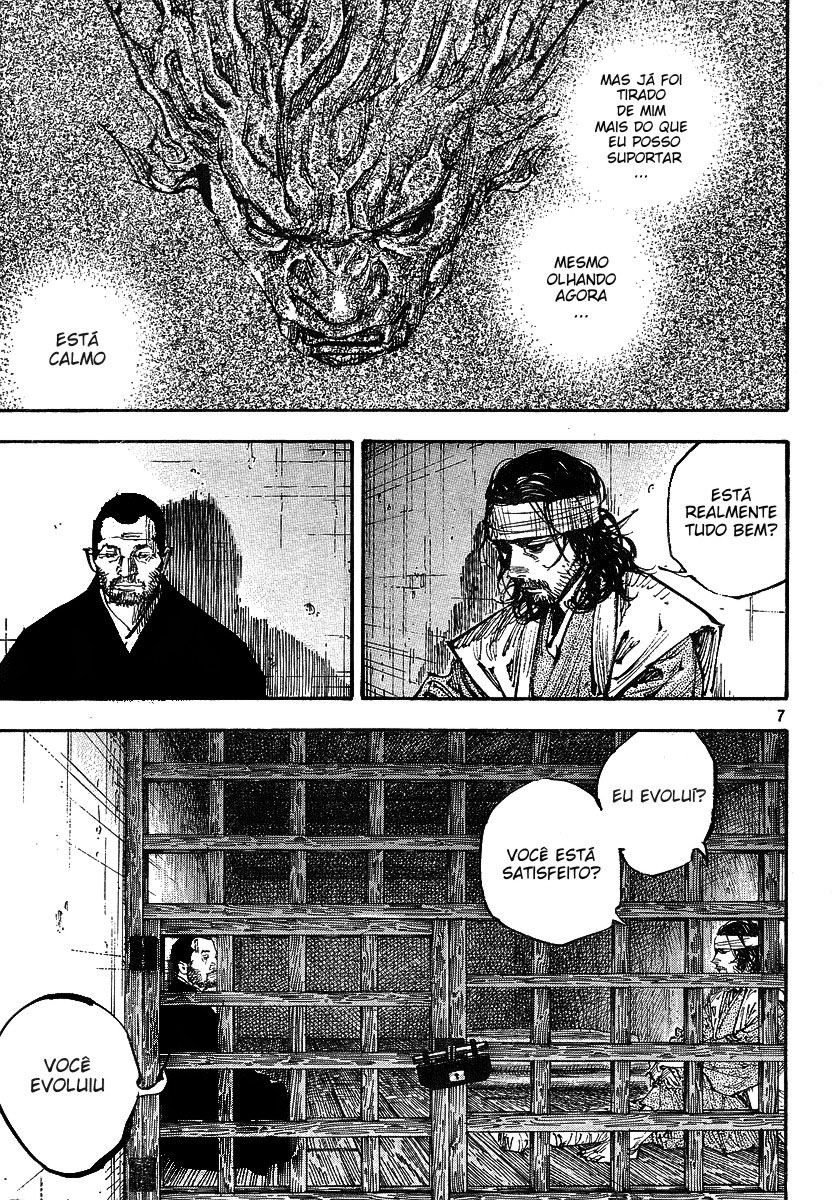 MAS JÁ FOI
TIRADO
DE MIM
MAIS DO QUE
EU POSSO
SUPORTAR
...
MESMO
OLHANDO
AGORA
...
ESTÁ
CALMO
ESTÁ
REALMENTE
TUDO BEM?
7
EU EVOLUÍ?
VOCÊ ESTÁ
SATISFEITO?
VOCÊ
EVOLUIU